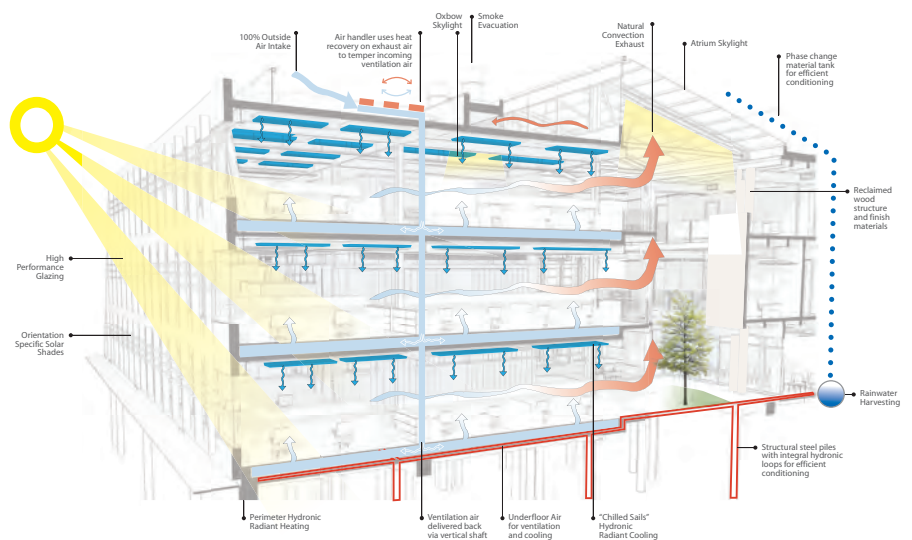 100% Outside
Air Intake
Air handler uses heat
recovery on exhaust air
to temper incoming
ventilation air
Oxbow
Skylight
Smoke
Evacuation
Natural
Convection
Exhaust
Atrium Skylight
Phase change
material tank
for efficient
conditioning
Reclaimed
wood
structure
and finish
materials
High
Performance
Glazing
Orientation
Specific Solar
Shades
Rainwater
Harvesting
Structural steel piles
with integral hydronic
loops for efficient
conditioning
Perimeter Hydronic
Radiant Heating
Ventilation air
delivered back
via vertical shaft
Underfloor Air
for ventilation
and cooling
"Chilled Sails"
Hydronic
Radiant Cooling